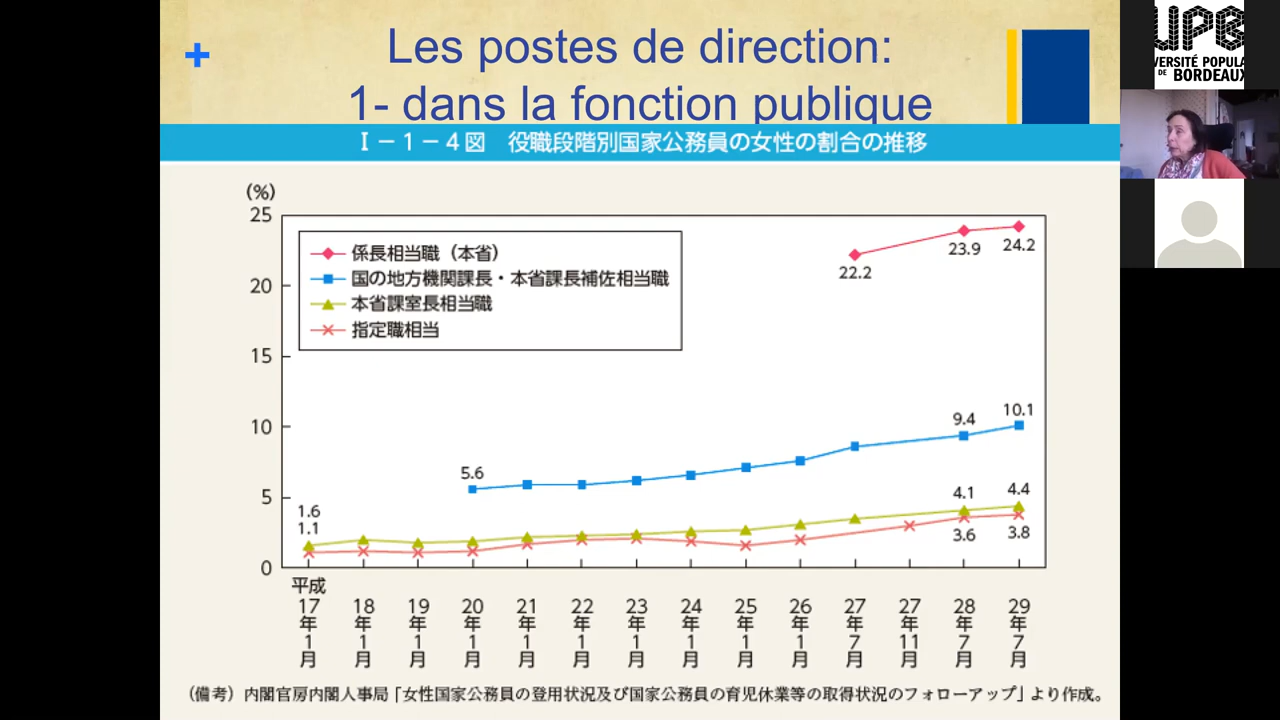 Les postes de direction:
1- dans la fonction publique
UPB
VERSITÉ POPULA
DE BORDEAUX
I－1－4図　役職段階別国家公務員の女性の割合の推移
(%)
25
20
15
10
5
0
係長相当職（本省）
国の地方機関課長・本省課長補佐相当職
本省課室長相当職
指定職相当
22.2
23.9
24.2
5.6
9.4
10.1
1.6
1.1
4.1
4.4
3.6
3.8
平成
17年1月
18年1月
19年1月
20年1月
21年1月
22年1月
23年1月
24年1月
25年1月
26年1月
27年7月
27年11月
28年7月
29年7月
（備考）内閣官房内閣人事局「女性国家公務員の登用状況及び国家公務員の育児休業等の取得状況のフォローアップ」より作成。